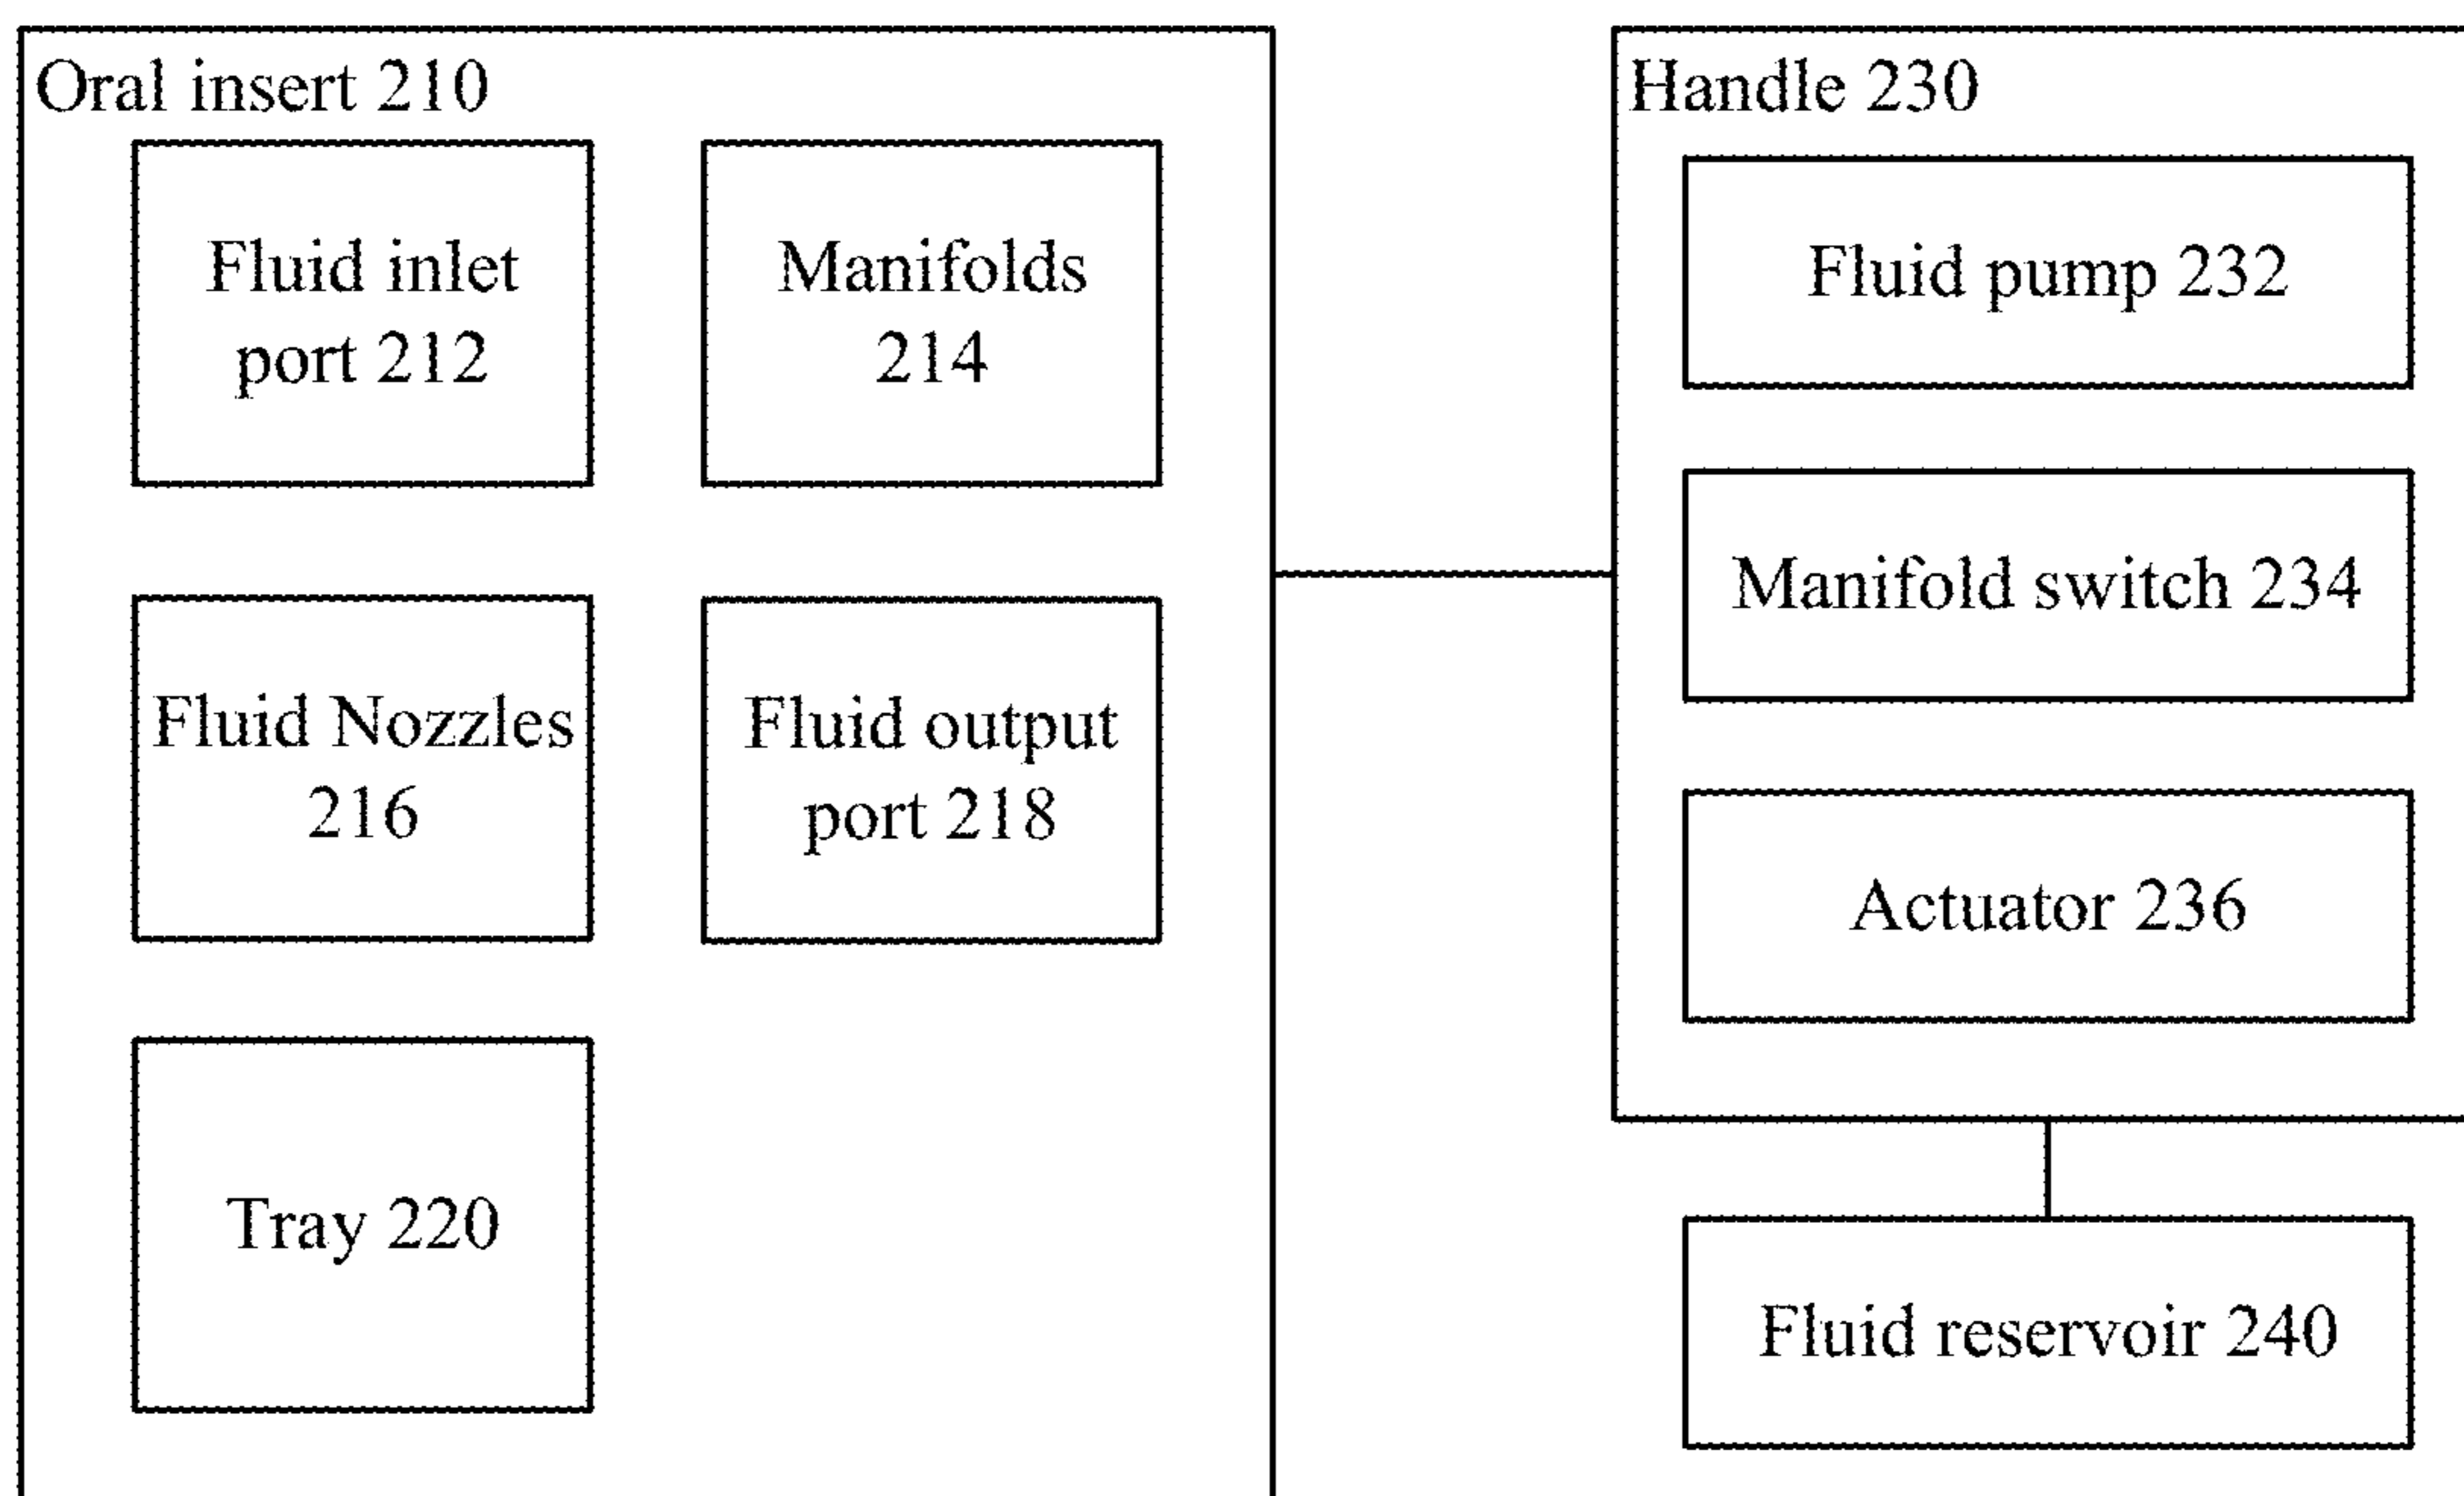 Oral insert 210
Fluid inlet
port 212
Manifolds
214
Fluid Nozzles
216
Fluid output
port 218
Tray 220
Handle 230
Fluid pump 232
Manifold switch 234
Actuator 236
Fluid reservoir 240